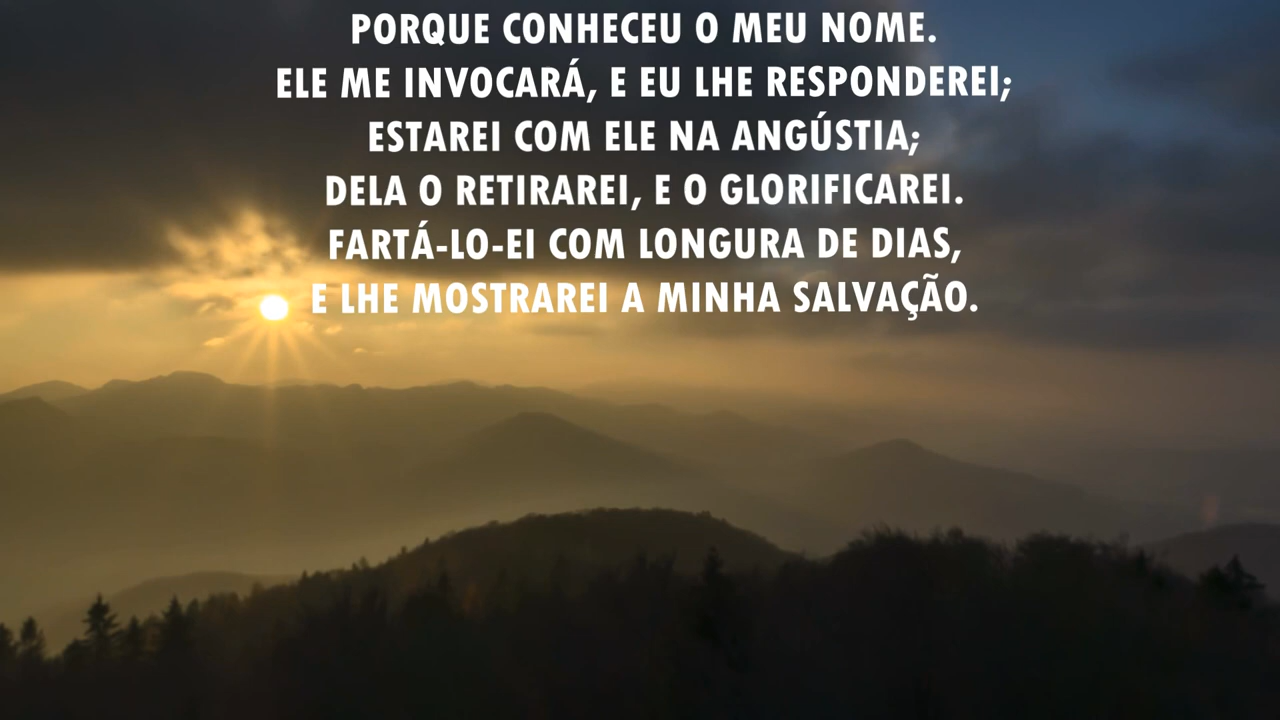 PORQUE CONHECEU O MEU NOME.
ELE ME INVOCARÁ, E EU LHE RESPONDEREI;
ESTAREI COM ELE NA ANGÚSTIA;
DELA O RETIRAREI, E O GLORIFICAREI.
FARTÁ-LO-EI COM LONGURA DE DIAS,
E LHE MOSTRAREI A MINHA SALVAÇÃO.